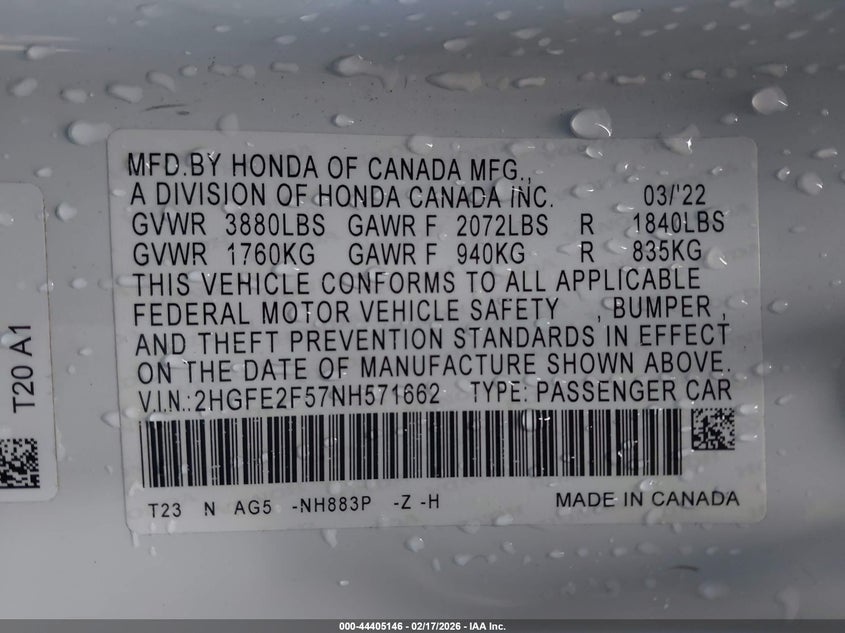 MFD.BY HONDA OF CANADA MFG.,
A DIVISION OF HONDA CANADA INC. 03/'22
GVWR 3880LBS GAWR F 2072LBS R 1840LBS
GVWR 1760KG GAWR F 940KG R 835KG
THIS VEHICLE CONFORMS TO ALL APPLICABLE
FEDERAL MOTOR VEHICLE SAFETY , BUMPER ,
AND THEFT PREVENTION STANDARDS IN EFFECT
ON THE DATE OF MANUFACTURE SHOWN ABOVE.
V.I.N.: 2HGFE2F57NH571662 TYPE: PASSENGER CAR
T23 N AG5 -NH883P -Z -H MADE IN CANADA
T20 A1
000-44405146 - 02/17/2026 - IAA Inc.